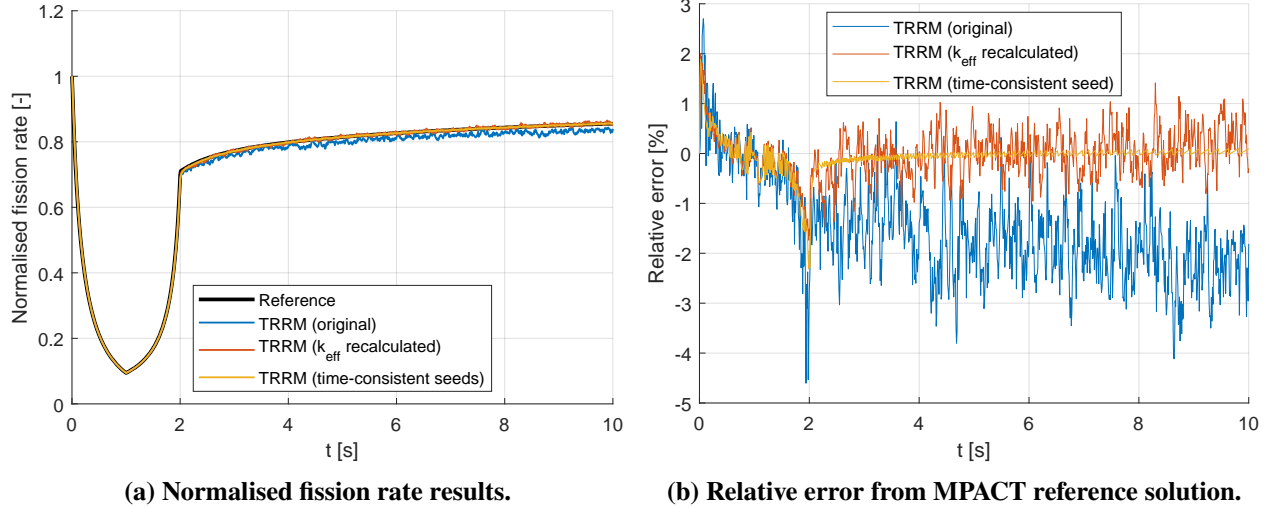 1.2
1
0.8
0.6
0.4
0.2
0
0
2
4
6
8
10
Normalised fission rate [-]
t [s]
Reference
TRRM (original)
TRRM (keff recalculated)
TRRM (time-consistent seeds)
(a) Normalised fission rate results.
3
2
1
0
-1
-2
-3
-4
-5
0
2
4
6
8
10
Relative error [%]
t [s]
TRRM (original)
TRRM (keff recalculated)
TRRM (time-consistent seed)
(b) Relative error from MPACT reference solution.